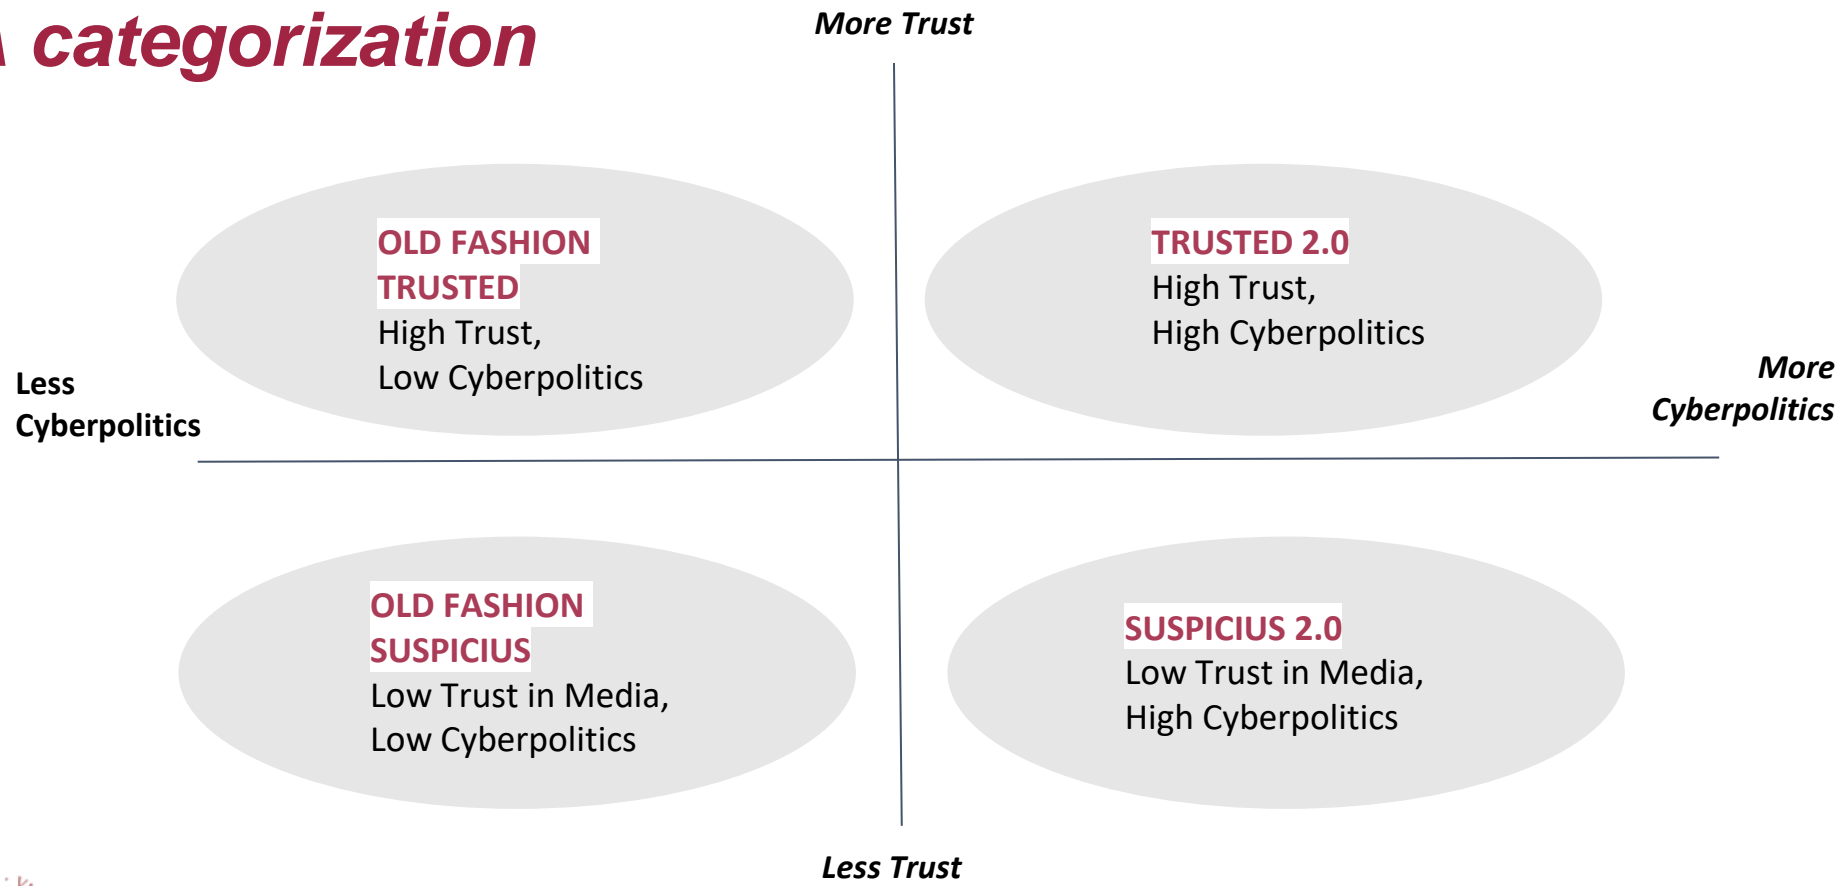 A categorization
More Trust
OLD FASHION
TRUSTED
High Trust,
Low Cyberpolitics
TRUSTED 2.0
High Trust,
High Cyberpolitics
Less
Cyberpolitics
More
Cyberpolitics
OLD FASHION
SUSPICIUS
Low Trust in Media,
Low Cyberpolitics
SUSPICIUS 2.0
Low Trust in Media,
High Cyberpolitics
Less Trust